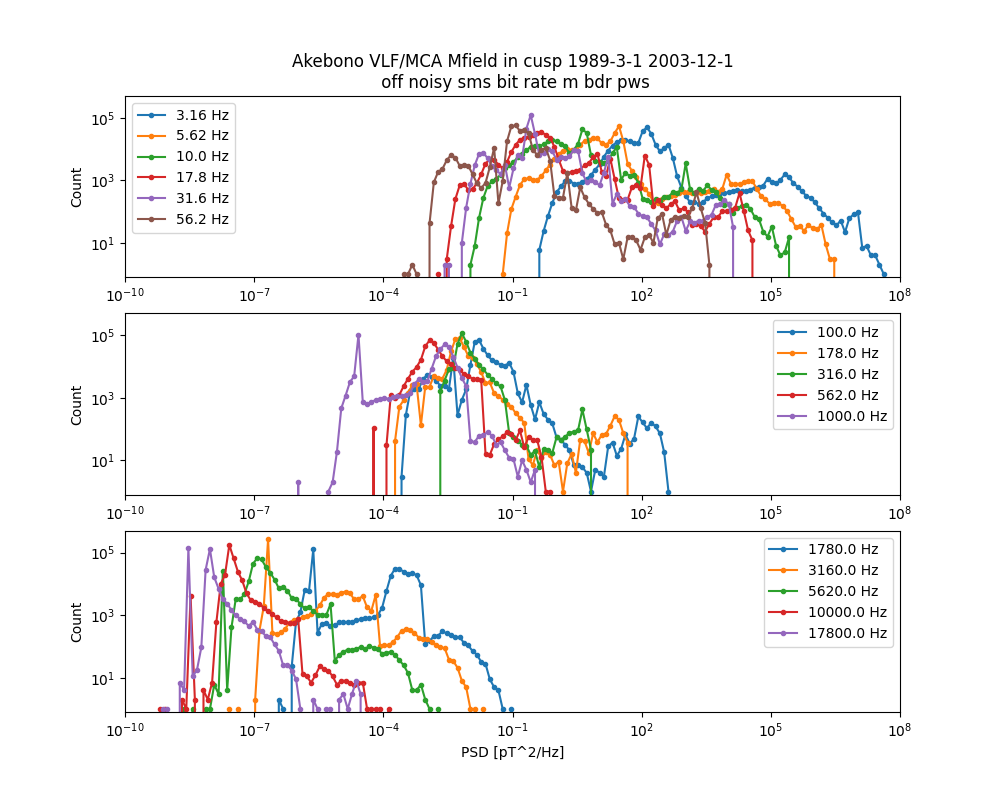 Akebono VLF/MCA Mfield in cusp 1989-3-1 2003-12-1
off noisy sms bit rate m bdr pws
Count
10^5
10^3
10^1
3.16 Hz
5.62 Hz
10.0 Hz
17.8 Hz
31.6 Hz
56.2 Hz
10^-10 10^-7 10^-4 10^-1 10^2 10^5 10^8
Count
10^5
10^3
10^1
100.0 Hz
178.0 Hz
316.0 Hz
562.0 Hz
1000.0 Hz
10^-10 10^-7 10^-4 10^-1 10^2 10^5 10^8
Count
10^5
10^3
10^1
1780.0 Hz
3160.0 Hz
5620.0 Hz
10000.0 Hz
17800.0 Hz
10^-10 10^-7 10^-4 10^-1 10^2 10^5 10^8
PSD [pT^2/Hz]